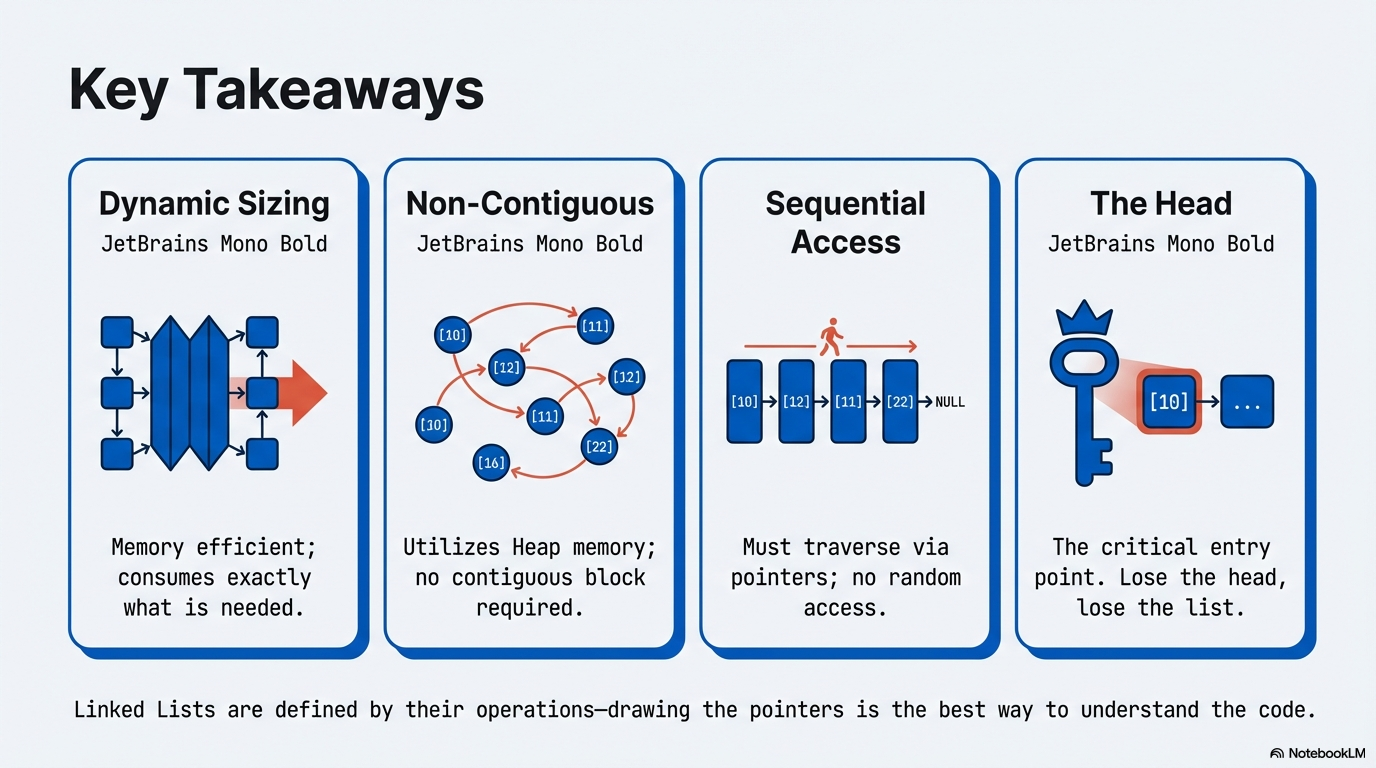 Key Takeaways
Dynamic Sizing
JetBrains Mono Bold
Memory efficient;
consumes exactly
what is needed.
Non-Contiguous
JetBrains Mono Bold
[10]
[11]
[12]
[12]
[10]
[11]
[22]
[16]
Utilizes Heap memory;
no contiguous block
required.
Sequential
Access
[10] [12] [11] [22] NULL
Must traverse via
pointers; no random
access.
The Head
JetBrains Mono Bold
[10] ...
The critical entry
point. Lose the head,
lose the list.
Linked Lists are defined by their operations—drawing the pointers is the best way to understand the code.
NotebookLM